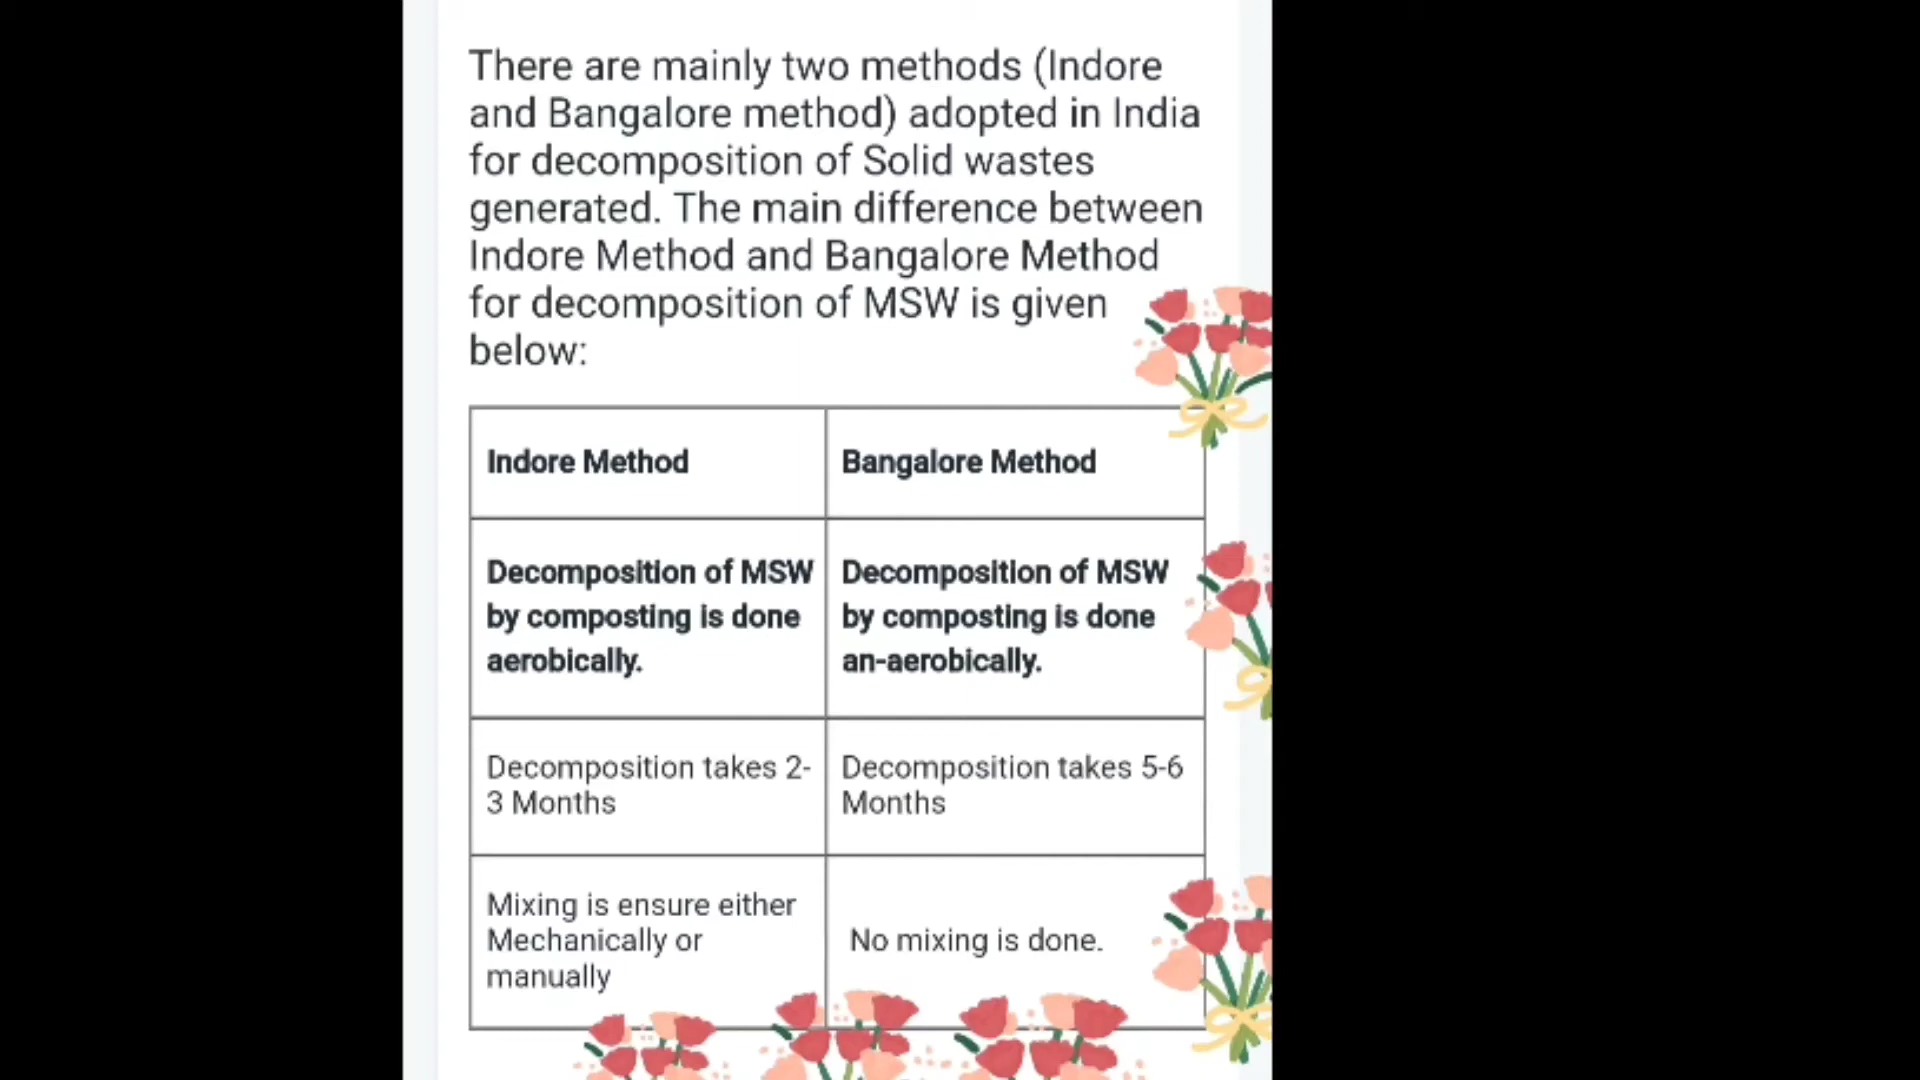 There are mainly two methods (Indore
and Bangalore method) adopted in India
for decomposition of Solid wastes
generated. The main difference between
Indore Method and Bangalore Method
for decomposition of MSW is given
below:
Indore Method
Bangalore Method
Decomposition of MSW
by composting is done
aerobically.
Decomposition of MSW
by composting is done
an-aerobically.
Decomposition takes 2-
3 Months
Decomposition takes 5-6
Months
Mixing is ensure either
Mechanically or
manually
No mixing is done.